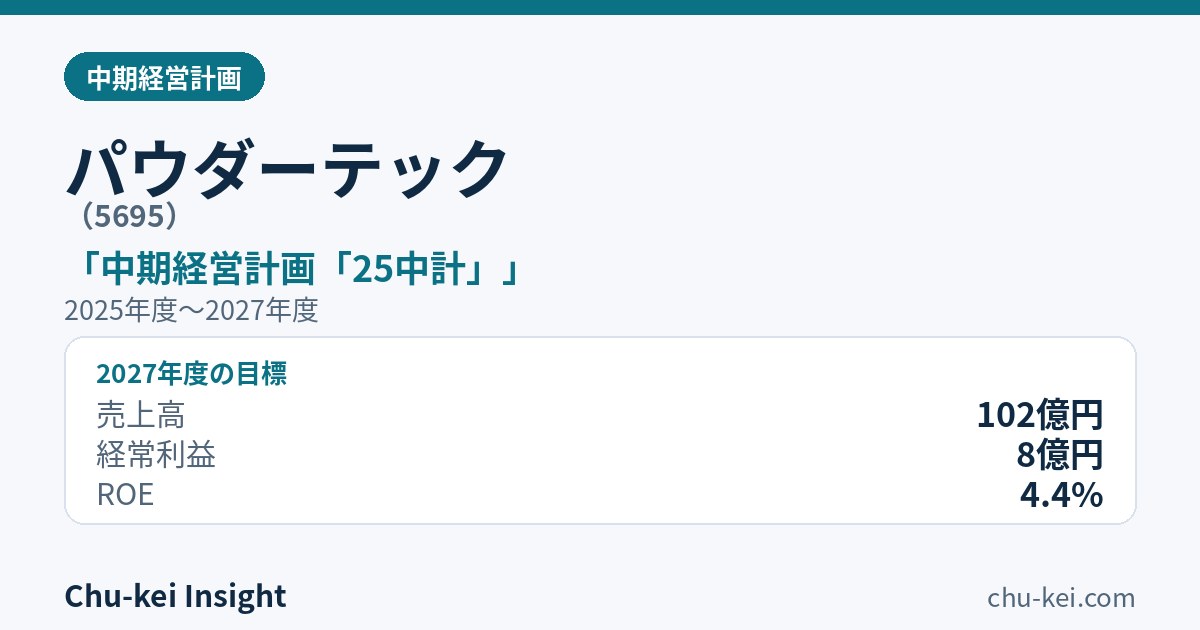 中期経営計画
パウダーテック
（5695）
「中期経営計画「25中計」」
2025年度〜2027年度
2027年度の目標
売上高 102億円
経常利益 8億円
ROE 4.4%
Chu-kei Insight chu-kei.com